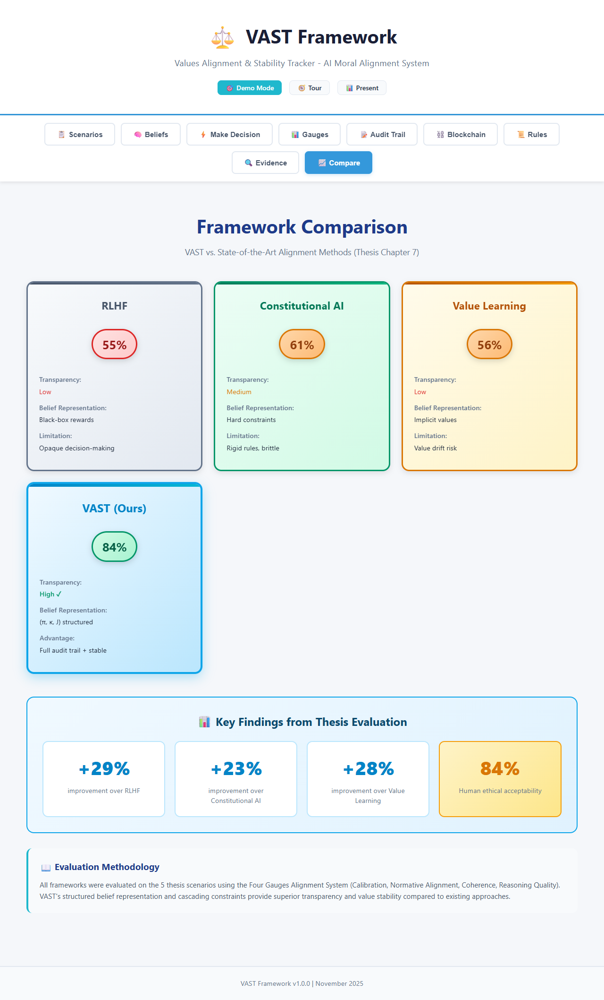 VAST Framework
Values Alignment & Stability Tracker - AI Moral Alignment System
Demo Mode
Tour
Present
Scenarios
Beliefs
Make Decision
Gauges
Audit Trail
Blockchain
Rules
Evidence
Compare
Framework Comparison
VAST vs. State-of-the-Art Alignment Methods (Thesis Chapter 7)
RLHF
55%
Transparency:
Low
Belief Representation:
Black-box rewards
Limitation:
Opaque decision-making
Constitutional AI
61%
Transparency:
Medium
Belief Representation:
Hard constraints
Limitation:
Rigid rules, brittle
Value Learning
56%
Transparency:
Low
Belief Representation:
Implicit values
Limitation:
Value drift risk
VAST (Ours)
84%
Transparency:
High ✓
Belief Representation:
(π, κ, J) structured
Advantage:
Full audit trail + stable
Key Findings from Thesis Evaluation
+29%
improvement over RLHF
+23%
improvement over
Constitutional AI
+28%
improvement over Value
Learning
84%
Human ethical acceptability
Evaluation Methodology
All frameworks were evaluated on the 5 thesis scenarios using the Four Gauges Alignment System (Calibration, Normative Alignment, Coherence, Reasoning Quality).
VAST's structured belief representation and cascading constraints provide superior transparency and value stability compared to existing approaches.
VAST Framework v1.0.0 | November 2025